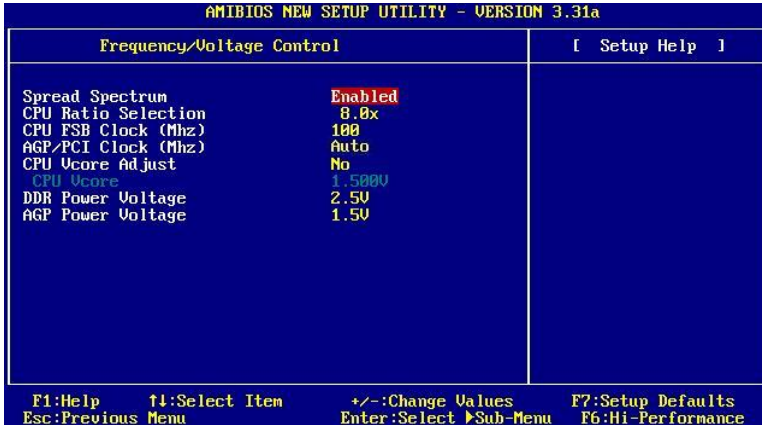 AMIBIOS NEW SETUP UTILITY - VERSION 3.31a
Frequency/Voltage Control [ Setup Help ]
Spread Spectrum Enabled
CPU Ratio Selection 8.0x
CPU FSB Clock (Mhz) 100
AGP/PCI Clock (Mhz) Auto
CPU Vcore Adjust No
CPU Vcore 1.500V
DDR Power Voltage 2.5V
AGP Power Voltage 1.5V
F1:Help ↑↓:Select Item +/-:Change Values F7:Setup Defaults
Esc:Previous Menu Enter:Select ▶Sub-Menu F6:Hi-Performance